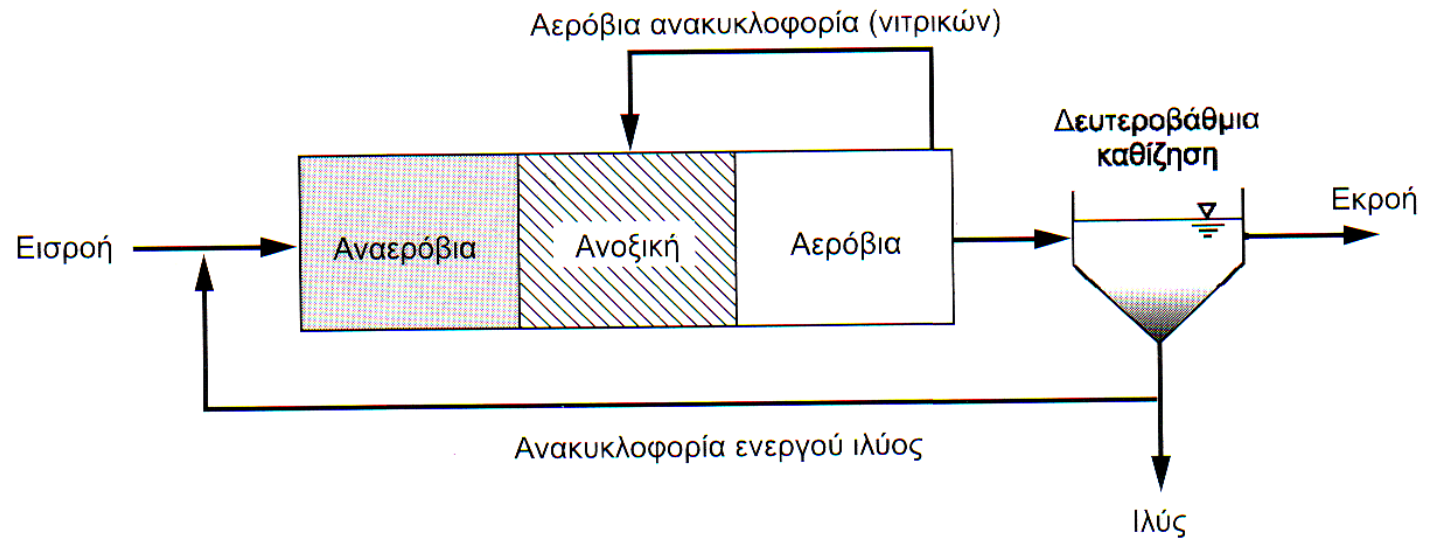 Αερόβια ανακυκλοφορία (νιτρικών)
Δευτεροβάθμια
καθίζηση
Εισροή
Αναερόβια
Ανοξική
Αερόβια
Εκροή
Ανακυκλοφορία ενεργού ιλύος
Ιλύς